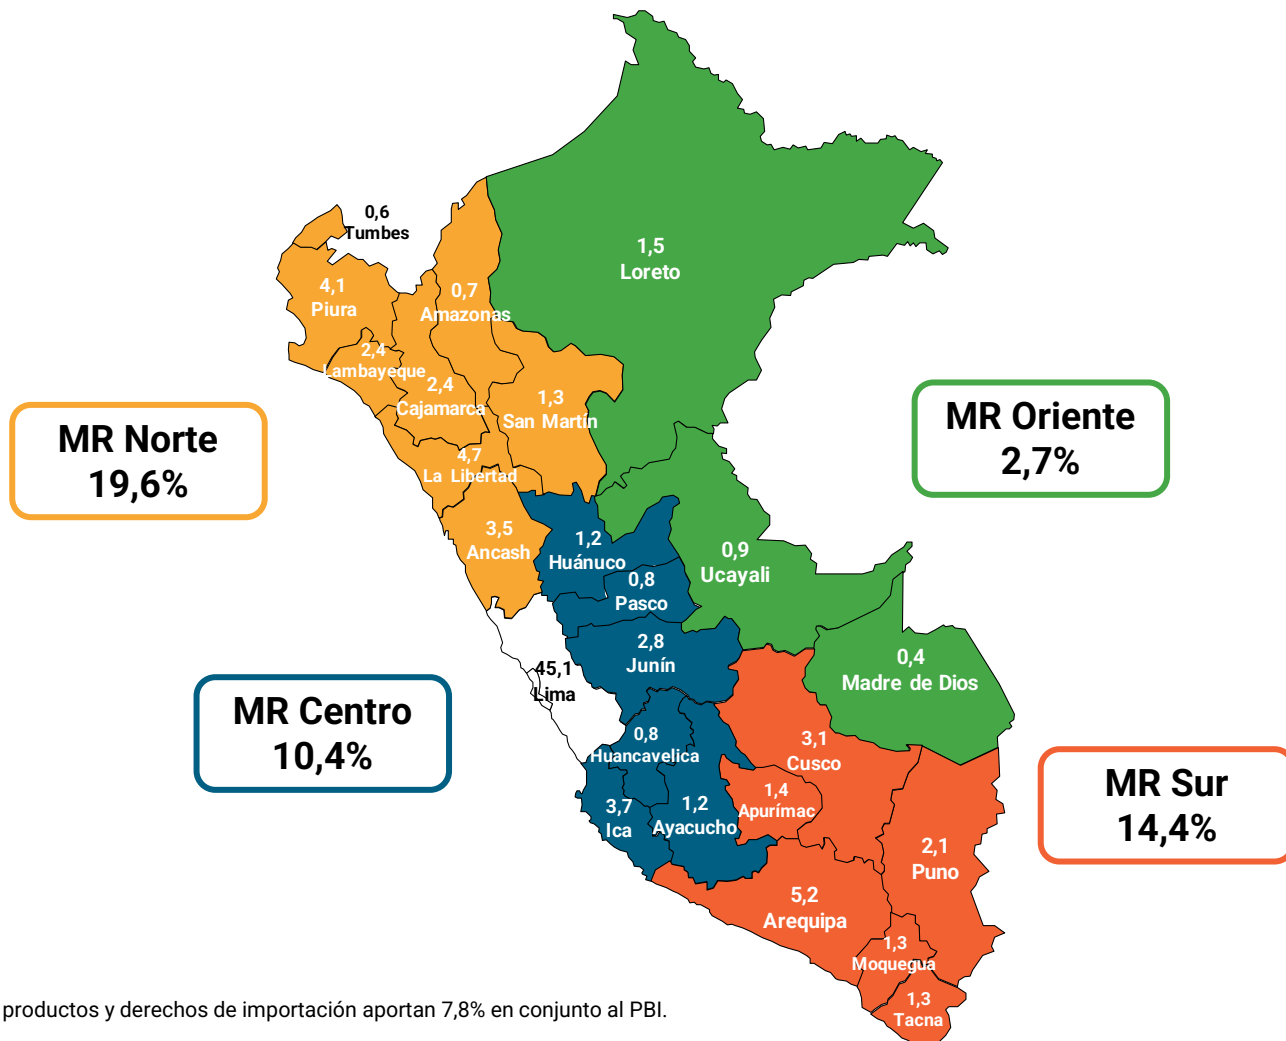 0,6
Tumbes
1,5
Loreto
4,1
Piura
0,7
Amazonas
2,4
Lambayeque
2,4
Cajamarca
1,3
San Martín
MR Norte
19,6%
MR Oriente
2,7%
4,7
La Libertad
3,5
Ancash
1,2
Huánuco
0,9
Ucayali
0,8
Pasco
2,8
Junín
45,1
Lima
0,4
Madre de Dios
MR Centro
10,4%
0,8
Huancavelica
3,1
Cusco
MR Sur
14,4%
3,7
Ica
1,2
Ayacucho
1,4
Apurímac
2,1
Puno
5,2
Arequipa
1,3
Moquegua
1,3
Tacna
productos y derechos de importación aportan 7,8% en conjunto al PBI.